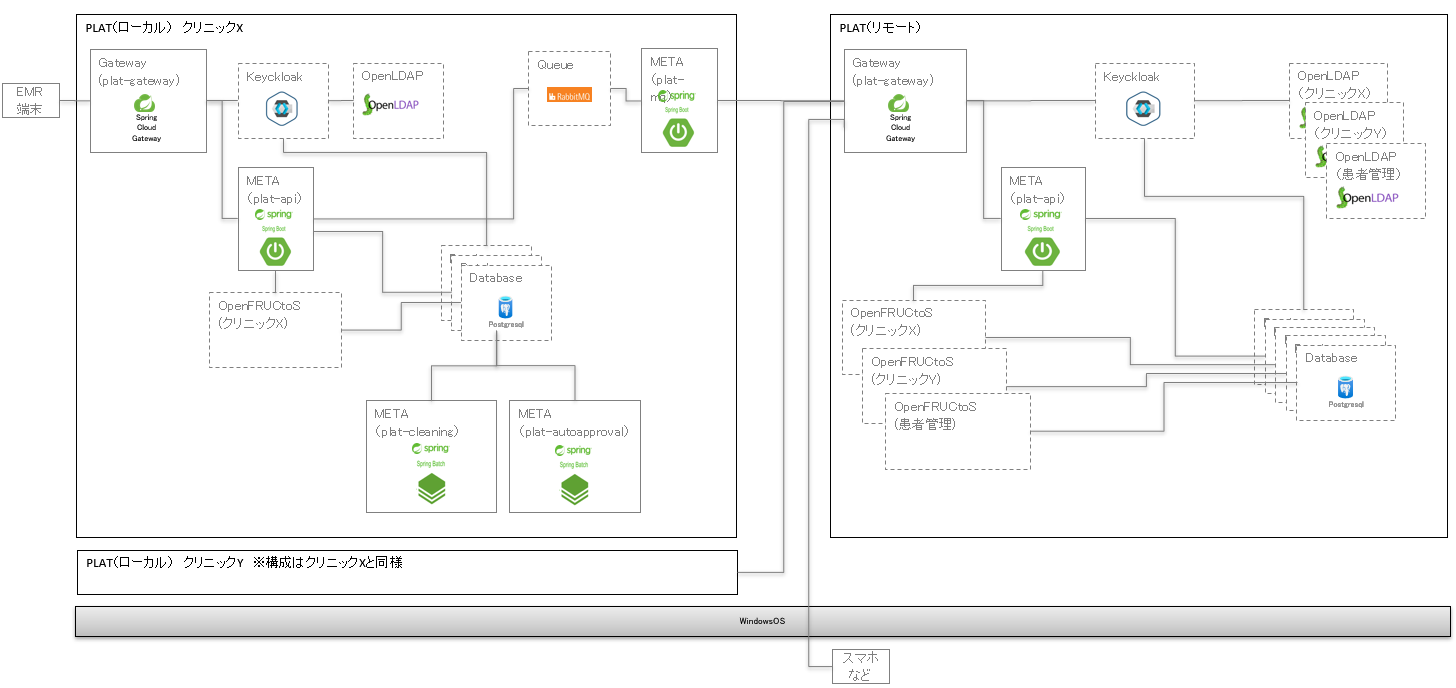 PLAT(ローカル) クリニックX
Gateway
(plat-gateway)
Spring
Cloud
Gateway
EMR
端末
Keyckloak
OpenLDAP
OpenLDAP
Queue
RabbitMQ
META
(plat-
mq)
spring
Spring Boot
META
(plat-api)
spring
Spring Boot
OpenFRUCtoS
(クリニックX)
Database
Postgresql
META
(plat-cleaning)
spring
Spring Batch
META
(plat-autoapproval)
spring
Spring Batch
PLAT(リモート)
Gateway
(plat-gateway)
Spring
Cloud
Gateway
Keyckloak
OpenLDAP
(クリニックX)
OpenLDAP
(クリニックY)
OpenLDAP
(患者管理)
OpenLDAP
META
(plat-api)
spring
Spring Boot
OpenFRUCtoS
(クリニックX)
OpenFRUCtoS
(クリニックY)
OpenFRUCtoS
(患者管理)
Database
Postgresql
PLAT(ローカル) クリニックY ※構成はクリニックXと同様
WindowsOS
スマホ
など